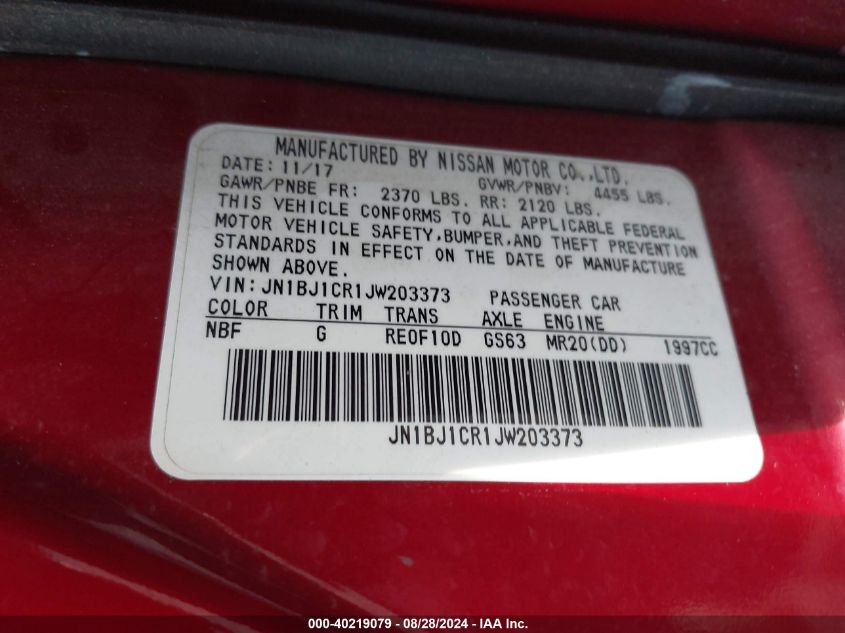 MANUFACTURED BY NISSAN MOTOR CO.,LTD.
DATE: 11/17 GVWR/PNBV: 4455 LBS.
GAWR/PNBE FR: 2370 LBS. RR: 2120 LBS.
THIS VEHICLE CONFORMS TO ALL APPLICABLE FEDERAL
MOTOR VEHICLE SAFETY,BUMPER,AND THEFT PREVENTION
STANDARDS IN EFFECT ON THE DATE OF MANUFACTURE
SHOWN ABOVE.
VIN:JN1BJ1CR1JW203373 PASSENGER CAR
COLOR TRIM TRANS AXLE ENGINE
NBF G RE0F10D GS63 MR20(DD) 1997CC
JN1BJ1CR1JW203373
000-40219079 - 08/28/2024 - IAA Inc.